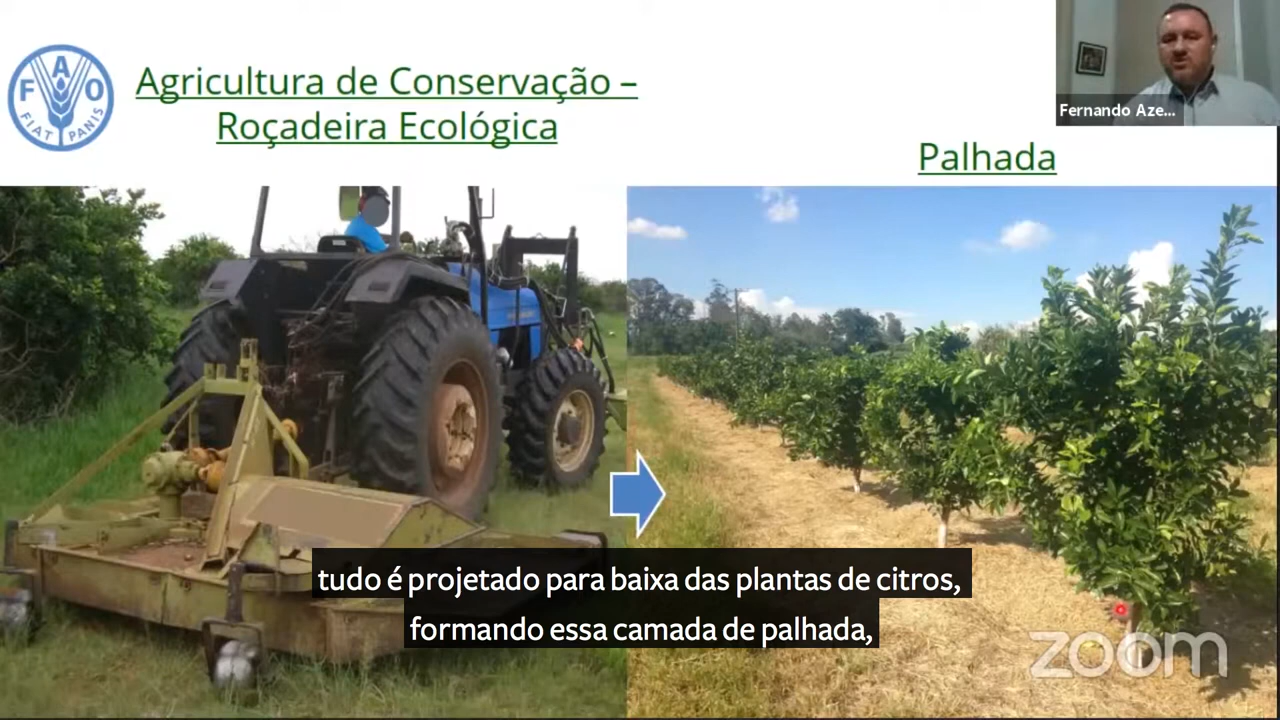 FAO
FIAT PANIS
Agricultura de Conservação –
Roçadeira Ecológica
Fernando Aze...
Palhada
tudo é projetado para baixa das plantas de citros,
formando essa camada de palhada,
zoom